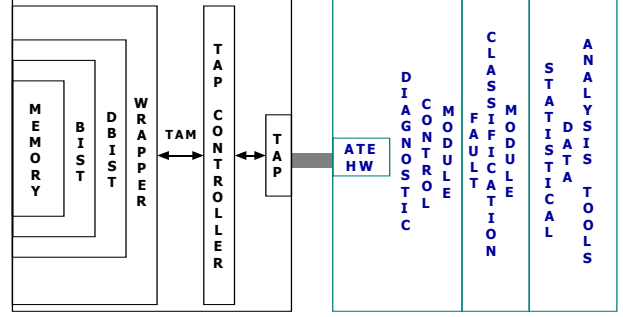 MEMORY
BIST
DBIST
WRAPPER
TAM
TAP CONTROLLER
TAP
ATE
HW
DIAGNOSTIC
CONTROL
MODULE
FAULT
CLASSIFICATION
MODULE
STATISTICAL
DATA
ANALYSIS TOOLS